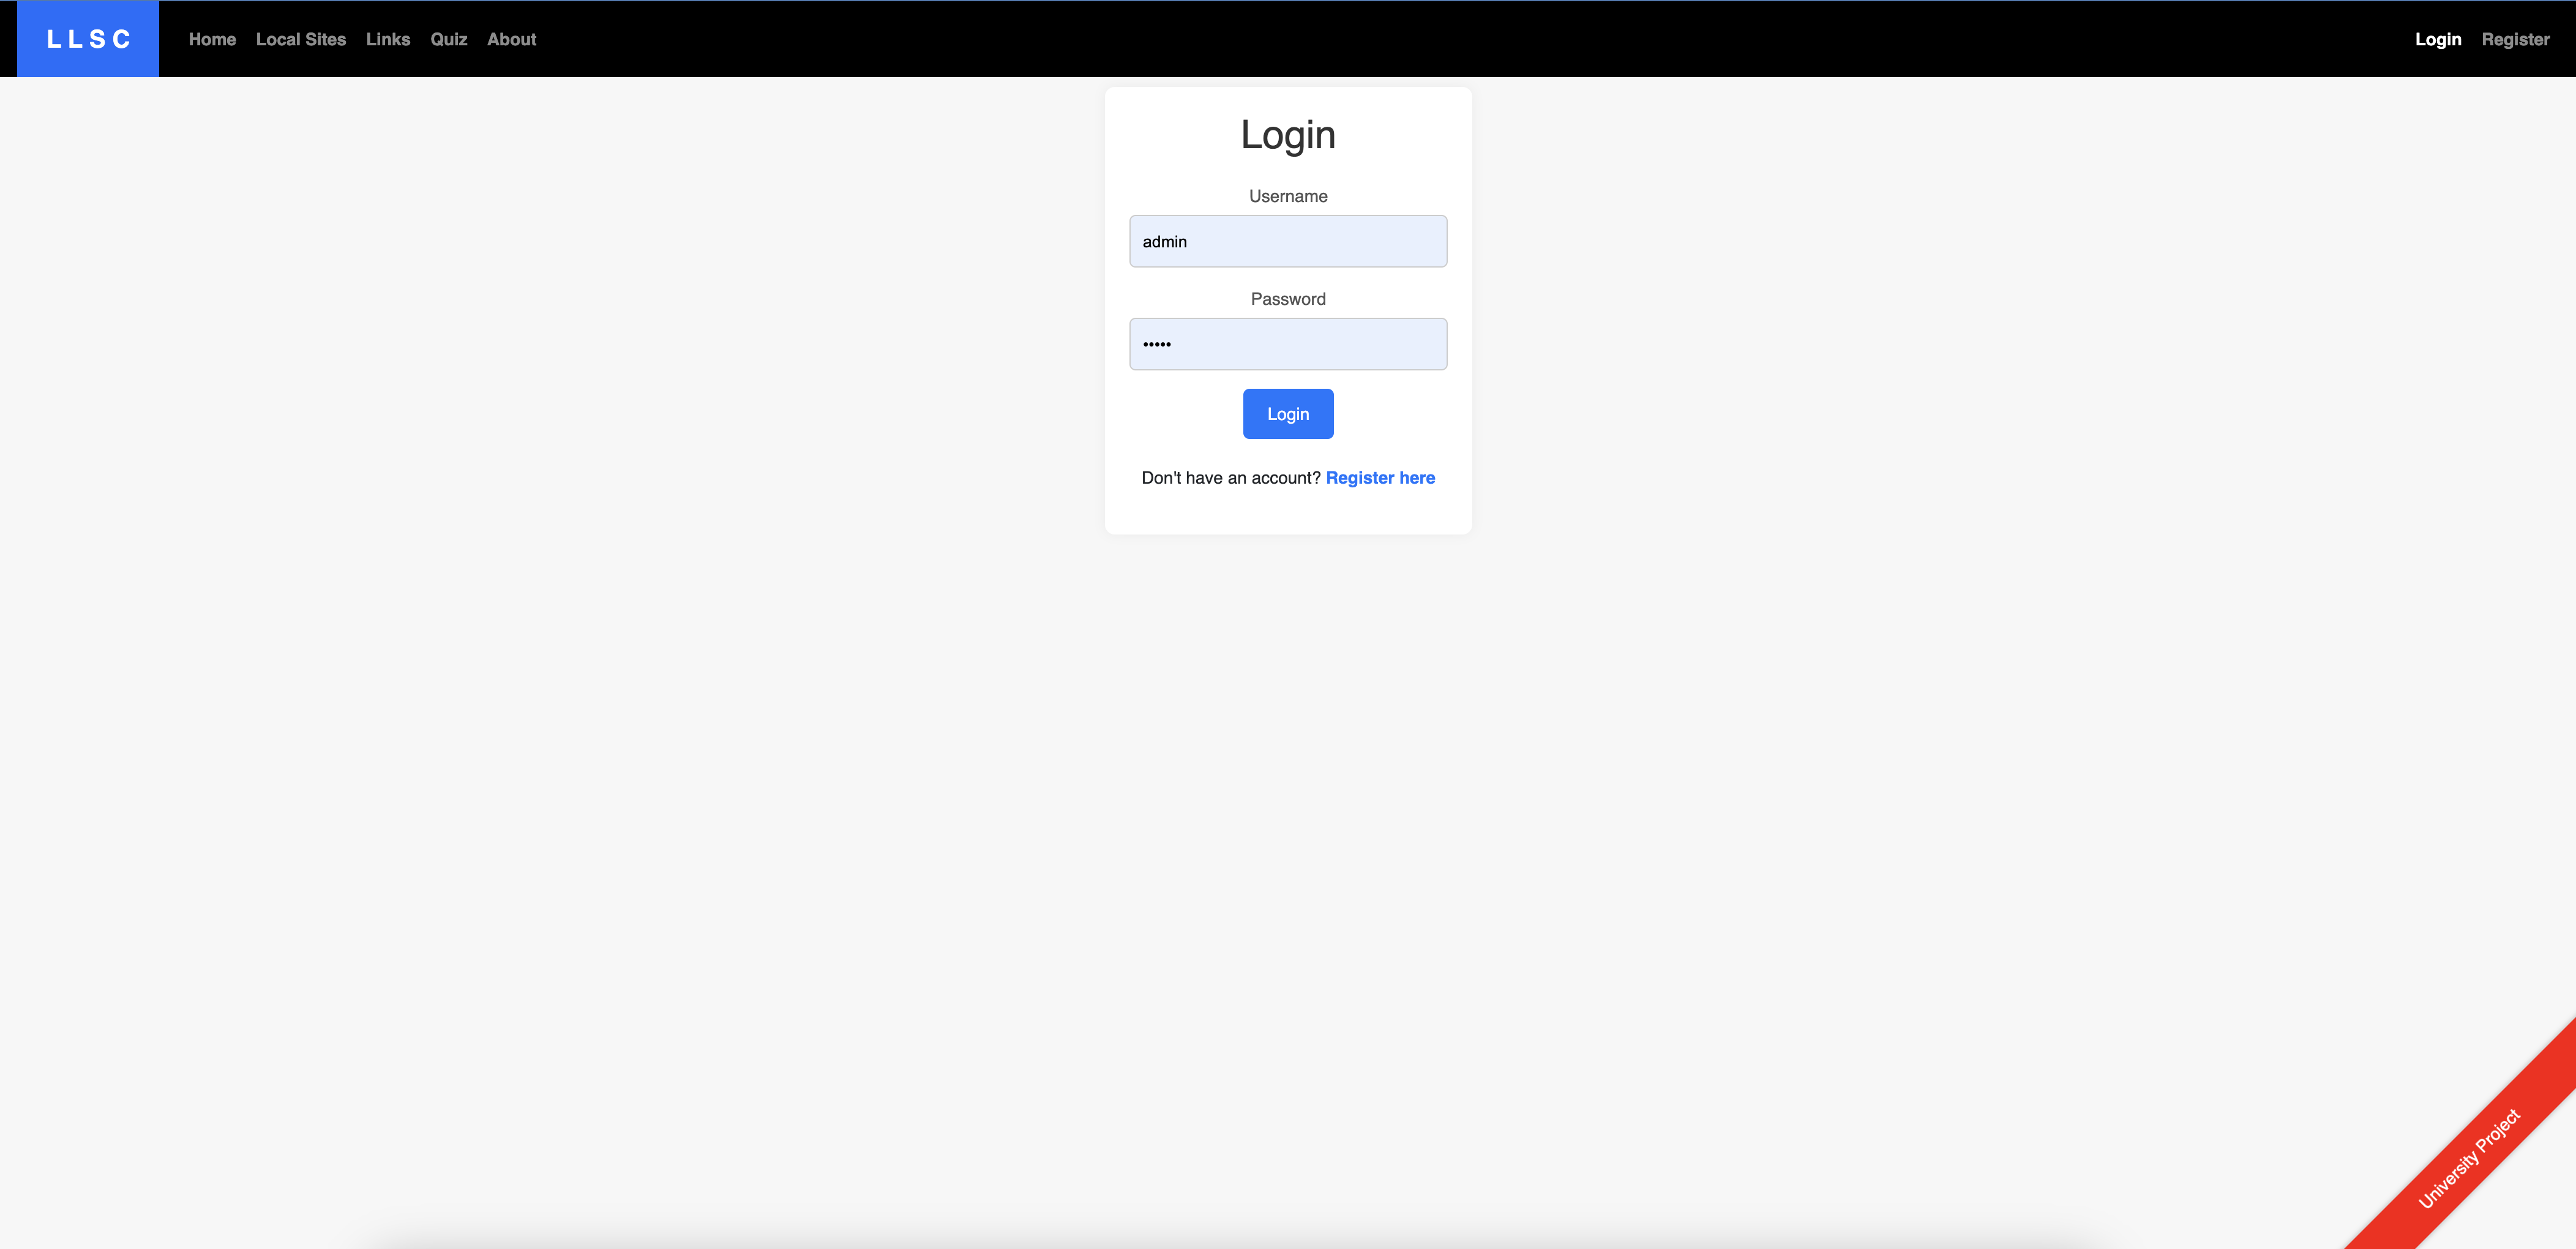 LLSC Home Local Sites Links Quiz About Login Register
Login
Username
admin
Password
•••••
Login
Don't have an account? Register here
University Project